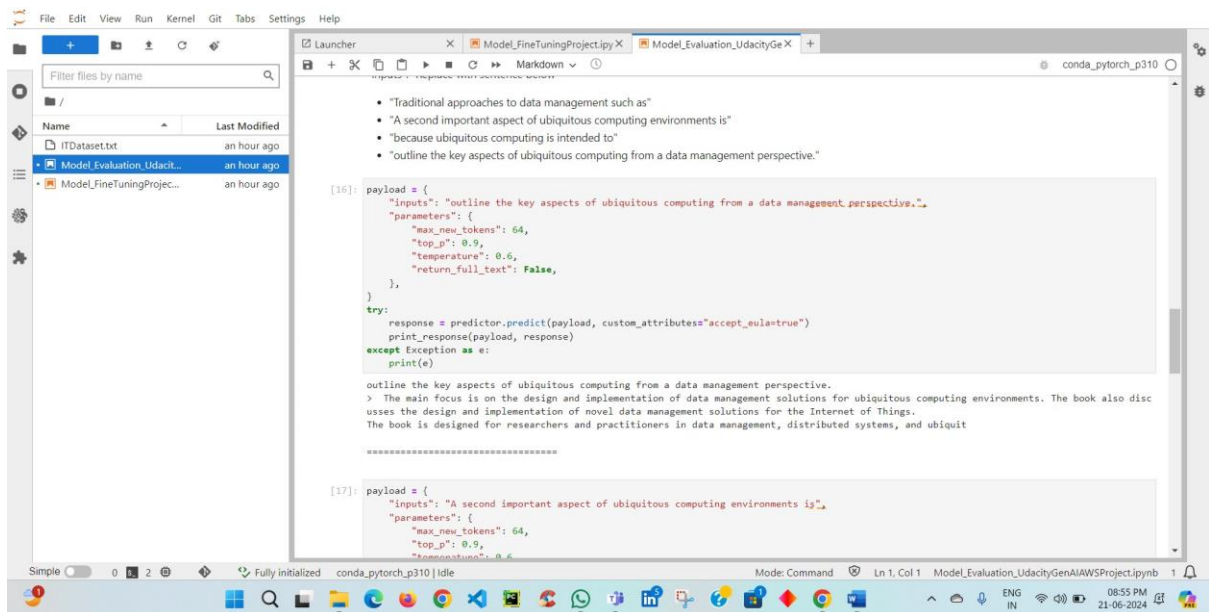 File Edit View Run Kernel Git Tabs Settings Help
Filter files by name
/
Name Last Modified
ITDataset.txt an hour ago
Model_Evaluation_Udacit... an hour ago
Model_FineTuningProjec... an hour ago
Launcher Model_FineTuningProject.ipy Model_Evaluation_UdacityGe
Markdown conda_pytorch_p310
• "Traditional approaches to data management such as"
• "A second important aspect of ubiquitous computing environments is"
• "because ubiquitous computing is intended to"
• "outline the key aspects of ubiquitous computing from a data management perspective."
[16]: payload = {
"inputs": "outline the key aspects of ubiquitous computing from a data management perspective.",
"parameters": {
"max_new_tokens": 64,
"top_p": 0.9,
"temperature": 0.6,
"return_full_text": False,
},
}
try:
response = predictor.predict(payload, custom_attributes="accept_eula=true")
print_response(payload, response)
except Exception as e:
print(e)
outline the key aspects of ubiquitous computing from a data management perspective.
> The main focus is on the design and implementation of data management solutions for ubiquitous computing environments. The book also disc
usses the design and implementation of novel data management solutions for the Internet of Things.
The book is designed for researchers and practitioners in data management, distributed systems, and ubiquit
==================================
[17]: payload = {
"inputs": "A second important aspect of ubiquitous computing environments is",
"parameters": {
"max_new_tokens": 64,
"top_p": 0.9,
Simple 0 2 Fully initialized conda_pytorch_p310 | Idle Mode: Command Ln 1, Col 1 Model_Evaluation_UdacityGenAIAWSProject.ipynb 1
ENG 08:55 PM
IN 21-06-2024